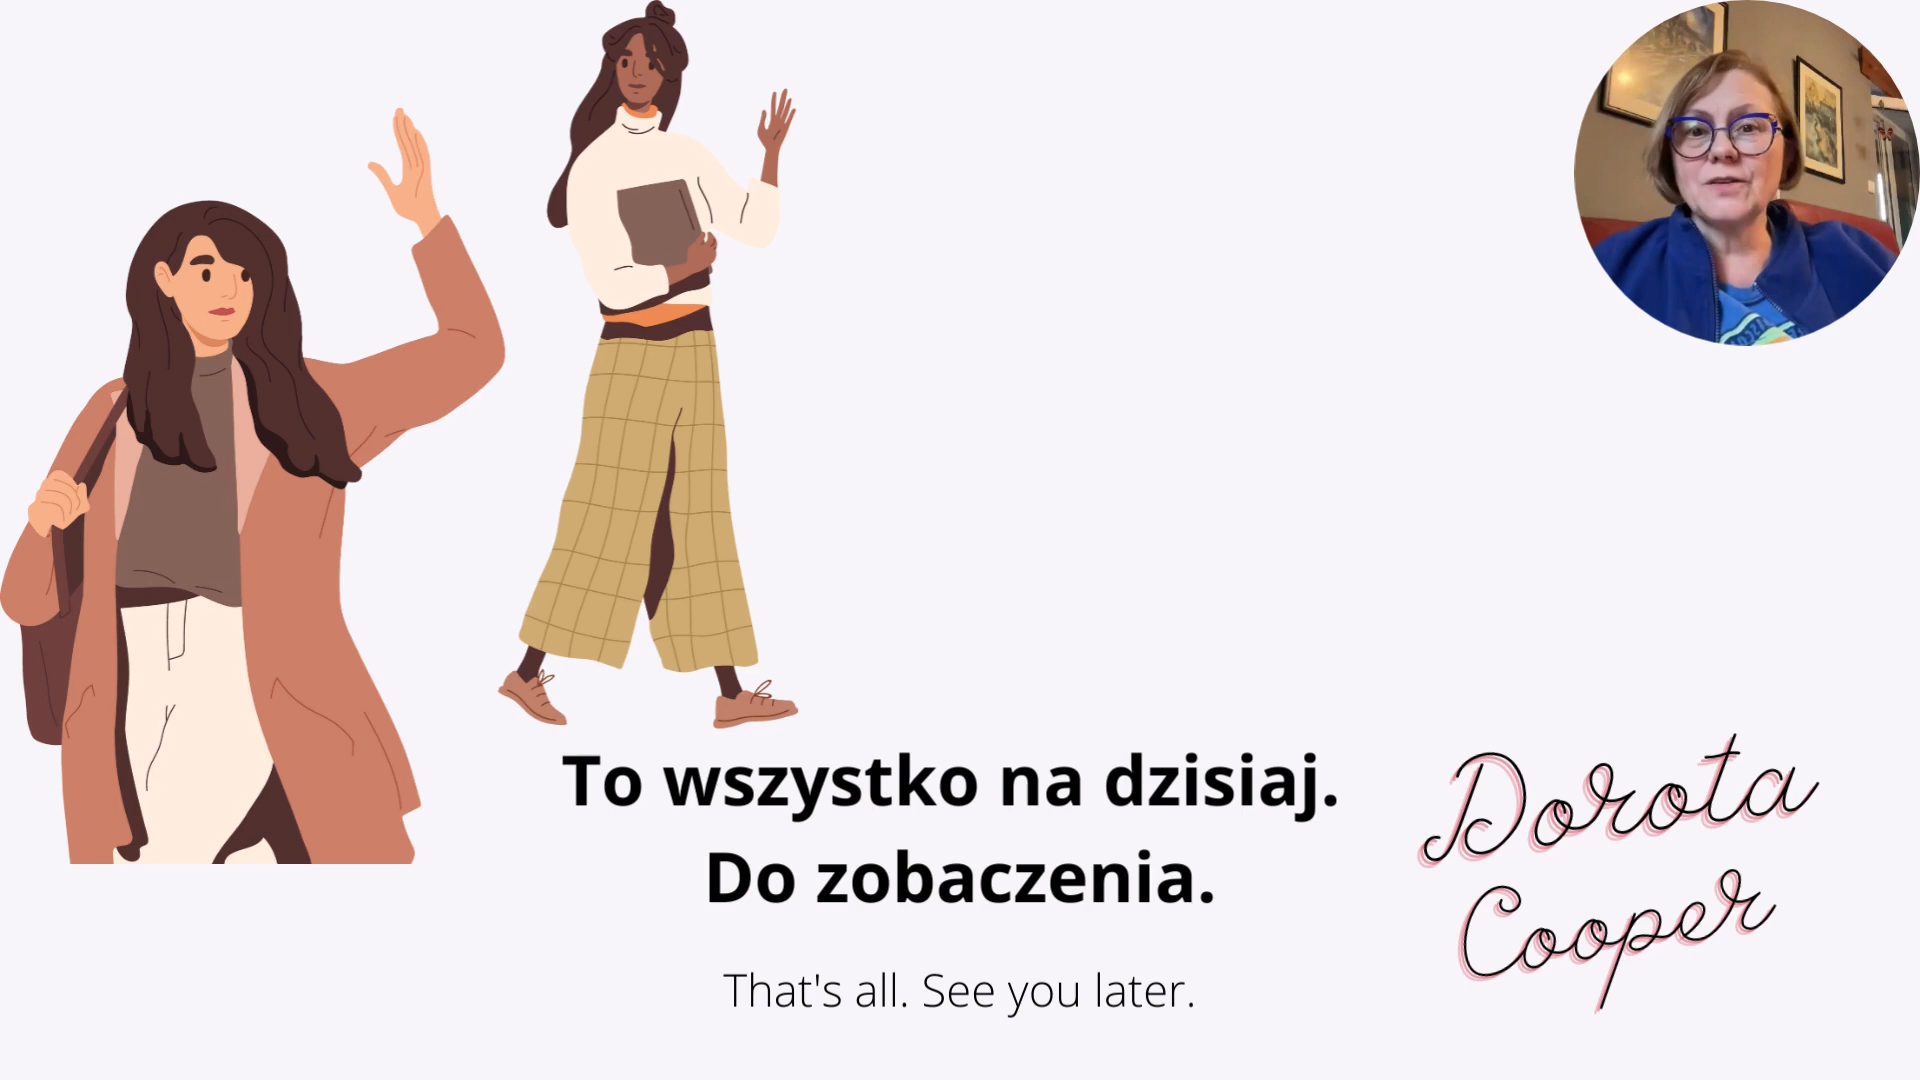 To wszystko na dzisiaj.
Do zobaczenia.
That's all. See you later.
Dorota
Cooper